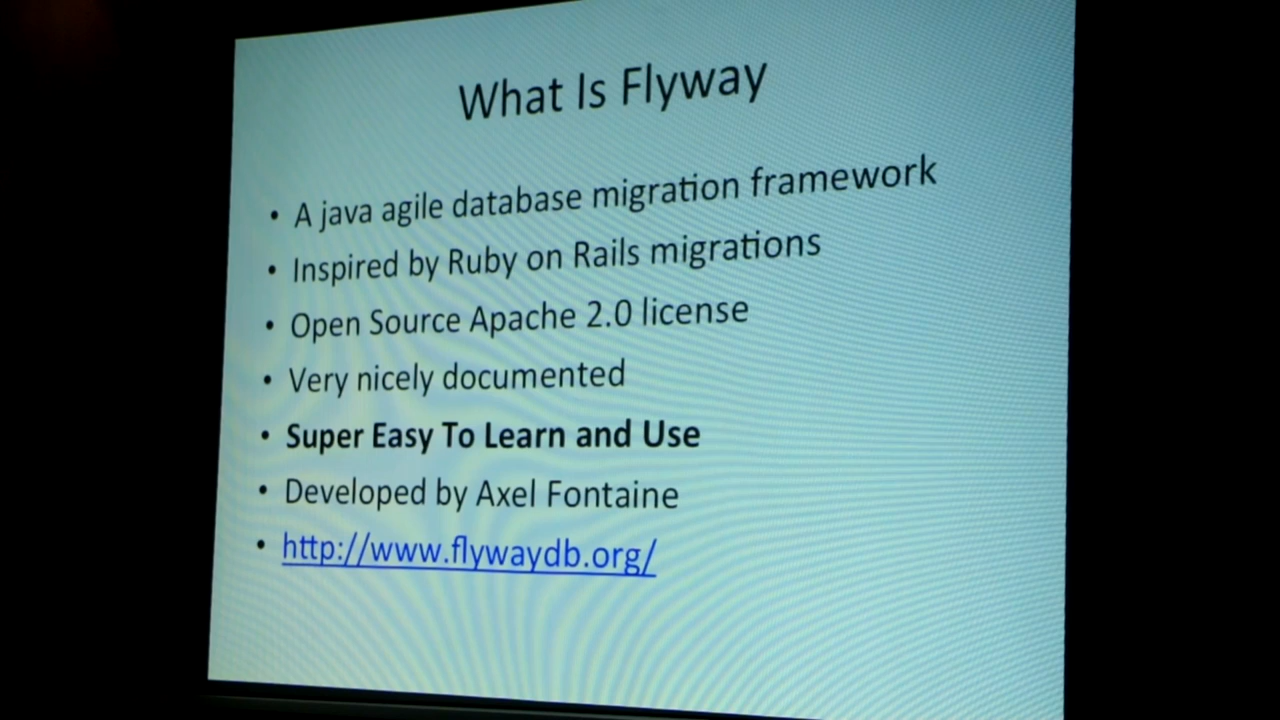 What Is Flyway
• A java agile database migration framework
• Inspired by Ruby on Rails migrations
• Open Source Apache 2.0 license
• Very nicely documented
• Super Easy To Learn and Use
• Developed by Axel Fontaine
• http://www.flywaydb.org/